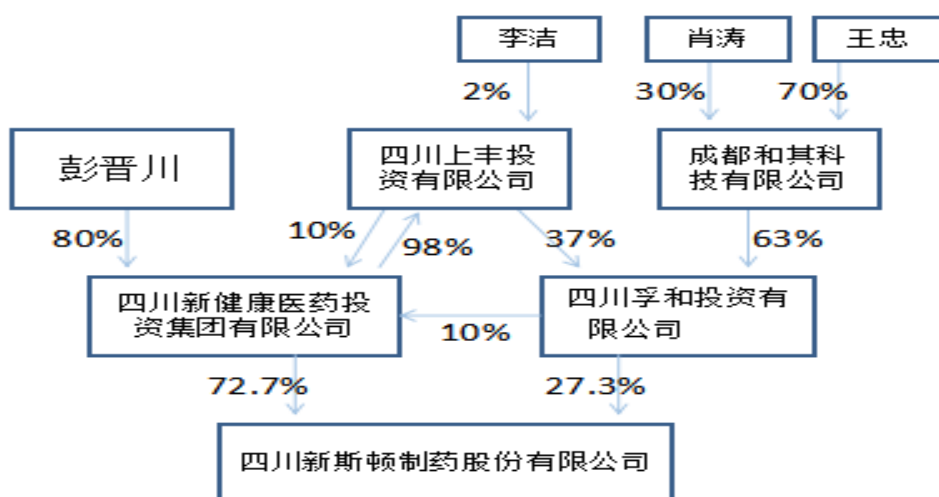 李洁
肖涛
王忠
2%
30%
70%
彭晋川
四川上丰投
资有限公司
成都和其科
技有限公司
80%
10%
98%
37%
63%
四川新健康医药投
资集团有限公司
四川孚和投资有
限公司
10%
72.7%
27.3%
四川新斯顿制药股份有限公司